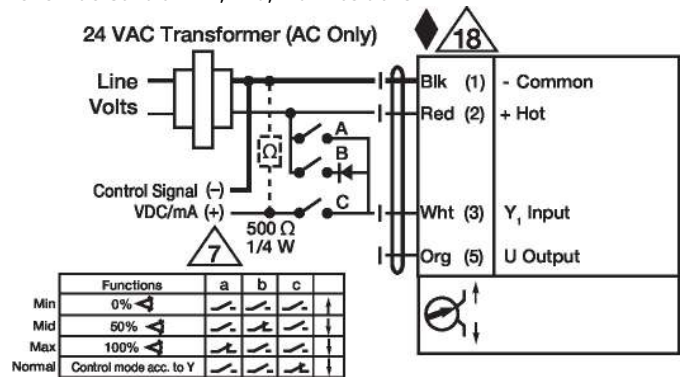 24 VAC Transformer (AC Only)
18
Line
Volts
Blk (1) - Common
Red (2) + Hot
A
Ω
B
Control Signal (-)
VDC/mA (+)
C
Wht (3) Y1 Input
500 Ω
1/4 W
7
Org (5) U Output
Functions a b c
Min 0%
Mid 50%
Max 100%
Normal Control mode acc. to Y